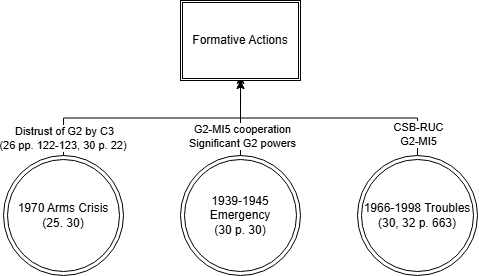 Formative Actions
Distrust of G2 by C3
(26 pp. 122-123, 30 p. 22)
G2-MI5 cooperation
Significant G2 powers
CSB-RUC
G2-MI5
1970 Arms Crisis
(25. 30)
1939-1945
Emergency
(30 p. 30)
1966-1998 Troubles
(30, 32 p. 663)